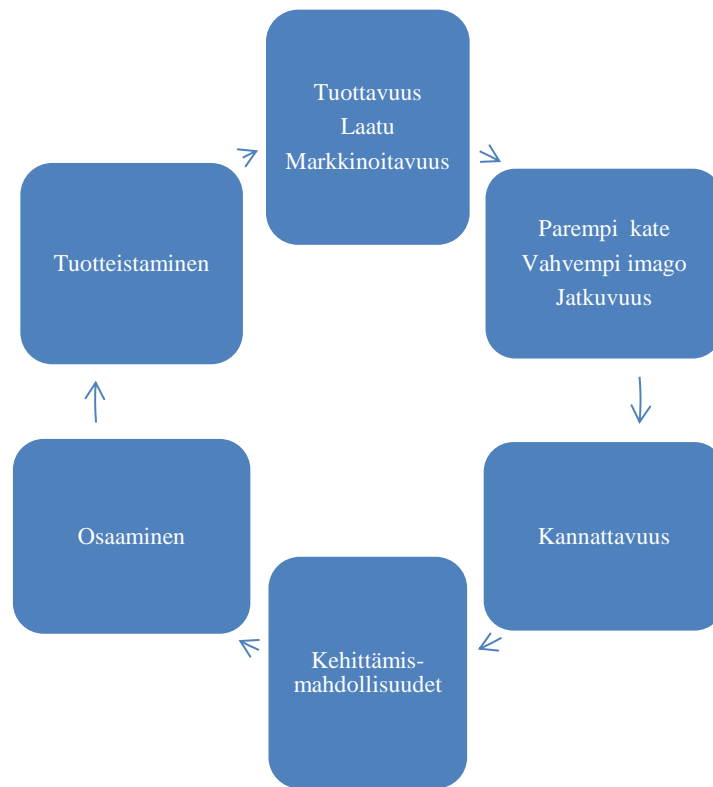 Tuottavuus
Laatu
Markkinoitavuus
Parempi kate
Vahvempi imago
Jatkuvuus
Kannattavuus
Kehittämis-
mahdollisuudet
Osaaminen
Tuotteistaminen